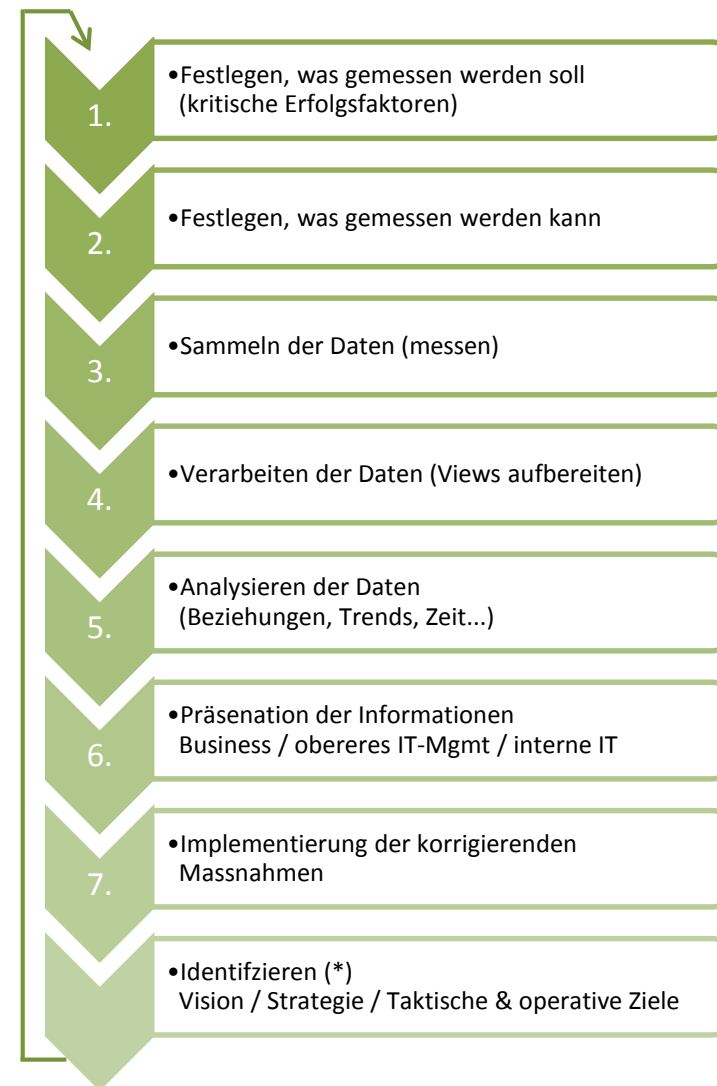 1.
•Festlegen, was gemessen werden soll
(kritische Erfolgsfaktoren)
2.
•Festlegen, was gemessen werden kann
3.
•Sammeln der Daten (messen)
4.
•Verarbeiten der Daten (Views aufbereiten)
5.
•Analysieren der Daten
(Beziehungen, Trends, Zeit...)
6.
•Präsenation der Informationen
Business / obereres IT-Mgmt / interne IT
7.
•Implementierung der korrigierenden
Massnahmen
•Identifzieren (*)
Vision / Strategie / Taktische & operative Ziele